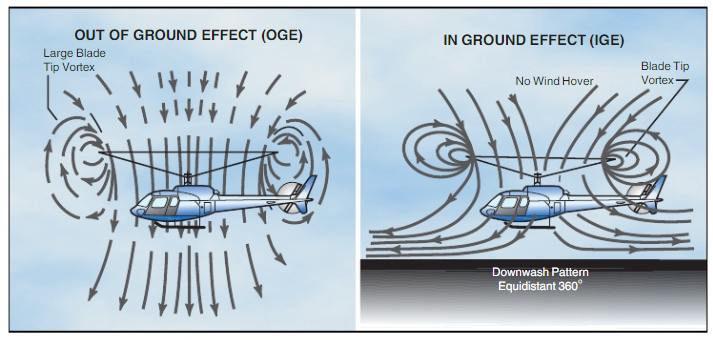 OUT OF GROUND EFFECT (OGE)
Large Blade
Tip Vortex
IN GROUND EFFECT (IGE)
No Wind Hover
Blade Tip
Vortex
Downwash Pattern
Equidistant 360°